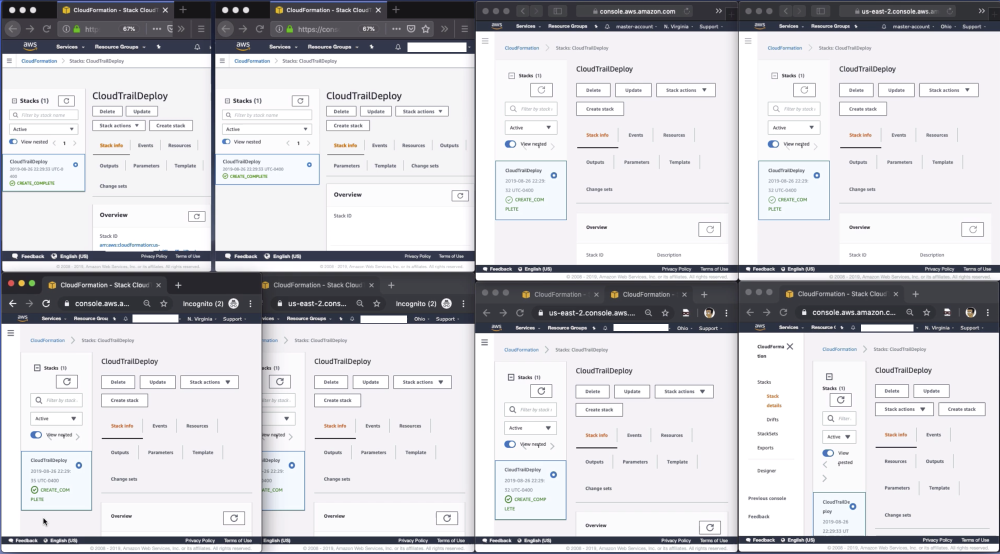 CloudFormation - Stack Cloud
http
67%
aws
Services
Resource Groups
CloudFormation
Stacks: CloudTrailDeploy
Stacks (1)
CloudTrailDeploy
Delete
Update
Filter by stack name
Stack actions
Create stack
Active
View nested
1
Stack info
Events
Resources
CloudTrailDeploy
2019-08-26 22:29:33 UTC-0
400
CREATE_COMPLETE
Outputs
Parameters
Template
Change sets
Overview
Stack ID
arn:aws:cloudformation:us-
Feedback
English (US)
Privacy Policy
Terms of Use
© 2008 - 2019, Amazon Web Services, Inc. or its affiliates. All rights reserved.
CloudFormation - Stack Cloud
https://cons
67%
aws
Services
Resource Groups
CloudFormation
Stacks: CloudTrailDeploy
Stacks (1)
CloudTrailDeploy
Delete
Update
Stack actions
Filter by stack name
Create stack
Active
View nested
1
Stack info
Events
Resources
Outputs
CloudTrailDeploy
2019-08-26 22:29:33 UTC-0400
CREATE_COMPLETE
Parameters
Template
Change sets
Overview
Stack ID
Feedback
English (US)
Privacy Policy
Terms of Use
© 2008 - 2019, Amazon Web Services, Inc. or its affiliates. All rights reserved.
console.aws.amazon.com
aws
Services
Resource Groups
master-account
N. Virginia
Support
CloudFormation
Stacks: CloudTrailDeploy
Stacks (1)
CloudTrailDeploy
Delete
Update
Stack actions
Filter by stack
Create stack
Active
View nested
1
Stack info
Events
Resources
CloudTrailDeploy
2019-08-26 22:29:
32 UTC-0400
CREATE_COM
PLETE
Outputs
Parameters
Template
Change sets
Overview
Stack ID
Description
Feedback
English (US)
Privacy Policy
Terms of Use
© 2008 - 2019, Amazon Web Services, Inc. or its affiliates. All rights reserved.
us-east-2.console.aws.am
aws
Services
Resource Groups
master-account
Ohio
Support
CloudFormation
Stacks: CloudTrailDeploy
Stacks (1)
CloudTrailDeploy
Delete
Update
Stack actions
Filter by stack
Create stack
Active
View nested
1
Stack info
Events
Resources
CloudTrailDeploy
2019-08-26 22:29:
32 UTC-0400
CREATE_COM
PLETE
Outputs
Parameters
Template
Change sets
Overview
Stack ID
Description
Feedback
English (US)
Privacy Policy
Terms of Use
© 2008 - 2019, Amazon Web Services, Inc. or its affiliates. All rights reserved.
CloudFormation - Stack Cloud
console.aws.a...
Incognito (2)
aws
Services
Resource Grou
N. Virginia
Support
CloudFormation
Stacks: CloudTrailDeploy
Stacks (1)
CloudTrailDeploy
Delete
Update
Stack actions
Filter by stack
Create stack
Active
View nested
1
Stack info
Events
Resources
CloudTrailDeploy
2019-08-26 22:29:
35 UTC-0400
CREATE_COM
PLETE
Outputs
Parameters
Template
Change sets
Overview
Feedback
English (US)
Privacy Policy
Terms of Use
© 2008 - 2019, Amazon Web Services, Inc. or its affiliates. All rights reserved.
CloudFormation - Stack Cloud
us-east-2.cons...
Incognito (2)
vices
Resource Groups
Ohio
Support
mation
Stacks: CloudTrailDeploy
acks (1)
CloudTrailDeploy
Delete
Update
Stack actions
ilter by stack
Create stack
iew nested
1
Stack info
Events
Resources
ilDeploy
-26 22:29:
0400
TE_COM
Outputs
Parameters
Template
Change sets
Overview
English (US)
Privacy Policy
Terms of Use
© 2008 - 2019, Amazon Web Services, Inc. or its affiliates. All rights reserved.
CloudFormation -
CloudFormation -
us-east-2.console.aws....
aws
Services
Resource Groups
Ohio
Support
CloudFormation
Stacks: CloudTrailDeploy
Stacks (1)
CloudTrailDeploy
Delete
Update
Stack actions
Filter by stack
Create stack
Active
View nested
1
Stack info
Events
Resources
CloudTrailDeploy
2019-08-26 22:29:
32 UTC-0400
CREATE_COMP
LETE
Outputs
Parameters
Template
Change sets
Overview
Feedback
English (US)
Privacy Policy
Terms of Use
© 2008 - 2019, Amazon Web Services, Inc. or its affiliates. All rights reserved.
CloudFormation - Stack Cloud
console.aws.amazon.c...
aws
Services
Resource (
N. Virginia
Support
CloudForma
tion
Stacks
Stack
details
Drifts
StackSets
Exports
Designer
Previous console
Feedback
CloudFormation
Stacks: CloudTrailDeploy
Stacks (1)
Filter
Active
View
nested
1
CloudTrailDe
ploy
2019-08-26
22:29:33 UT
CloudTrailDeploy
Delete
Update
Stack actions
Create stack
Stack info
Events
Resources
Outputs
Parameters
Template
Change sets
Feedback
English (US)
Privacy Policy
Terms of Use
© 2008 - 2019, Amazon Web Services, Inc. or its affiliates. All rights reserved.